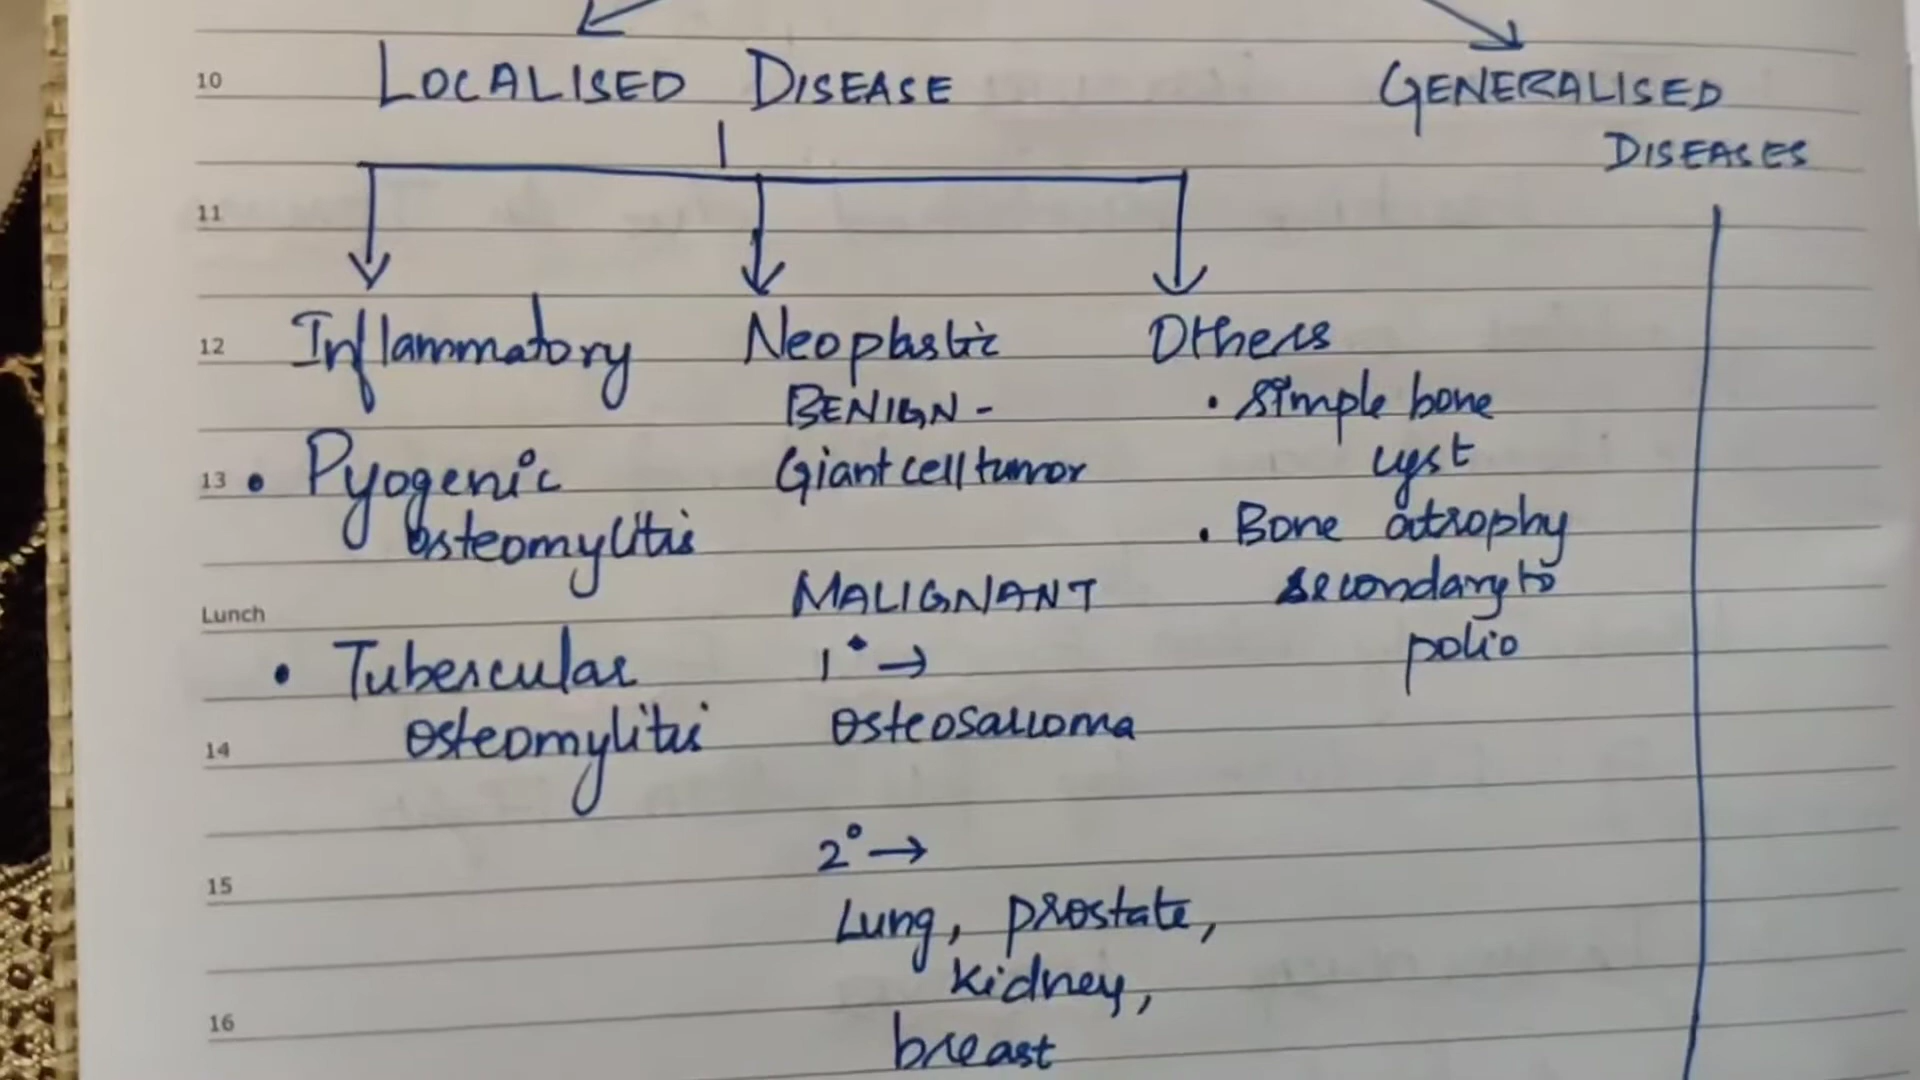 LOCALISED DISEASE
GENERALISED
DISEASES
Inflammatory
• Pyogenic
osteomylitis
• Tubercular
osteomylitis
Neoplastic
BENIGN -
Giant cell tumor
MALIGNANT
1° →
Osteosarcoma
2° →
Lung, prostate,
kidney,
breast
Others
• Simple bone
cyst
• Bone atrophy
secondary to
polio
10
11
12
13
Lunch
14
15
16